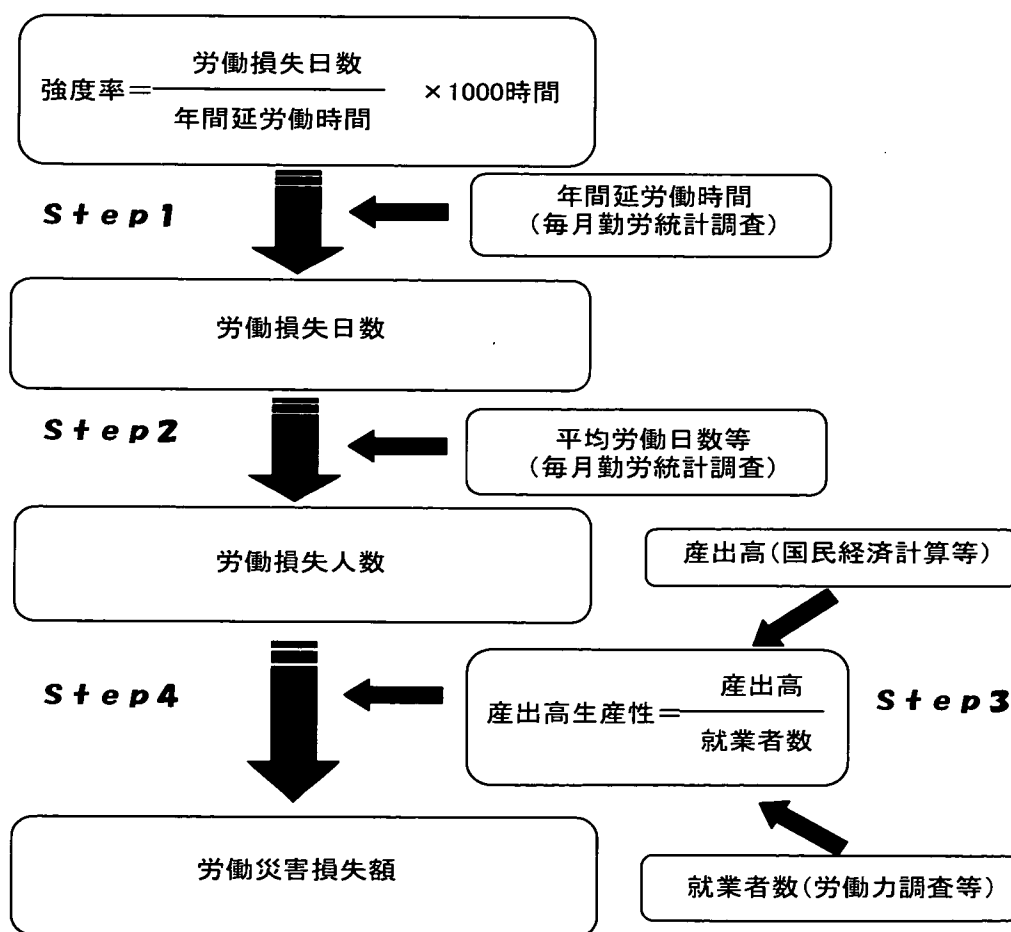 労働損失日数
強度率＝ ×1000時間
年間延労働時間
Step1
年間延労働時間
(毎月勤労統計調査)
労働損失日数
Step2
平均労働日数等
(毎月勤労統計調査)
労働損失人数
産出高(国民経済計算等)
Step4
産出高
産出高生産性＝
就業者数
Step3
労働災害損失額
就業者数(労働力調査等)